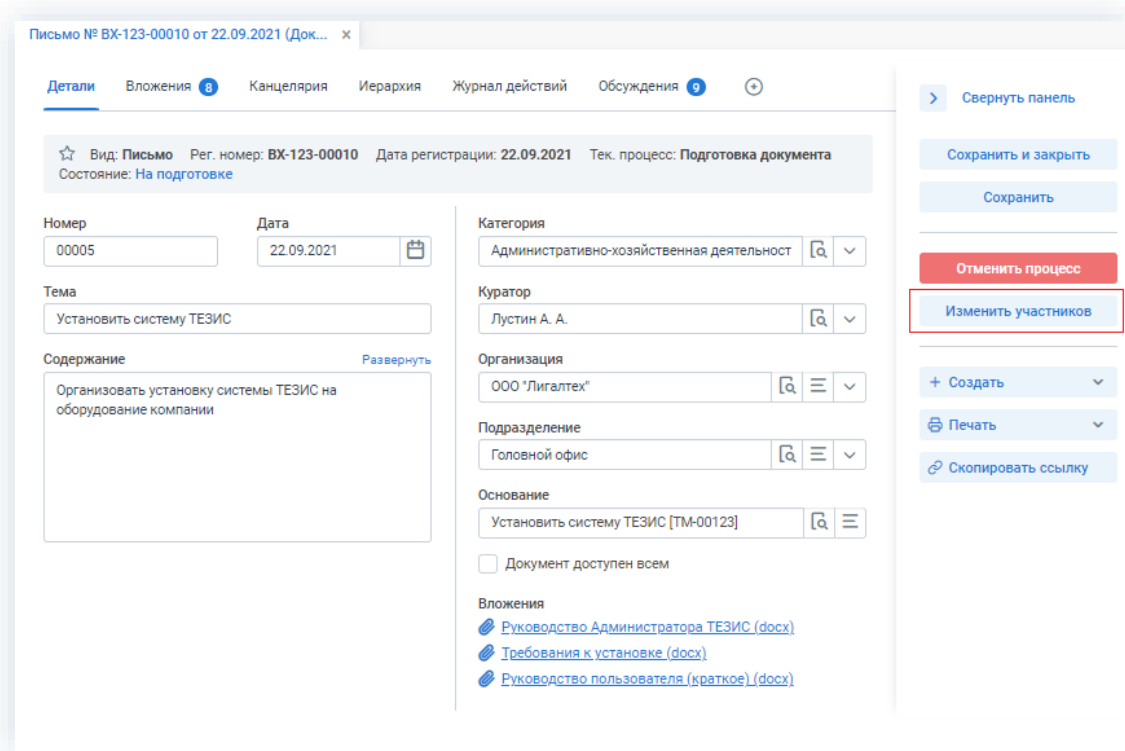 Письмо № ВХ-123-00010 от 22.09.2021 (Док... ×
Детали Вложения 8 Канцелярия Иерархия Журнал действий Обсуждения 9
Вид: Письмо Рег. номер: ВХ-123-00010 Дата регистрации: 22.09.2021 Тек. процесс: Подготовка документа
Состояние: На подготовке
Номер Дата
00005 22.09.2021
Тема
Установить систему ТЕЗИС
Содержание Развернуть
Организовать установку системы ТЕЗИС на
оборудование компании
Категория
Административно-хозяйственная деятельност
Куратор
Лустин А. А.
Организация
ООО "Лигалтех"
Подразделение
Головной офис
Основание
Установить систему ТЕЗИС [ТМ-00123]
Документ доступен всем
Вложения
Руководство Администратора ТЕЗИС (docx)
Требования к установке (docx)
Руководство пользователя (краткое) (docx)
Свернуть панель
Сохранить и закрыть
Сохранить
Отменить процесс
Изменить участников
+ Создать
Печать
Скопировать ссылку